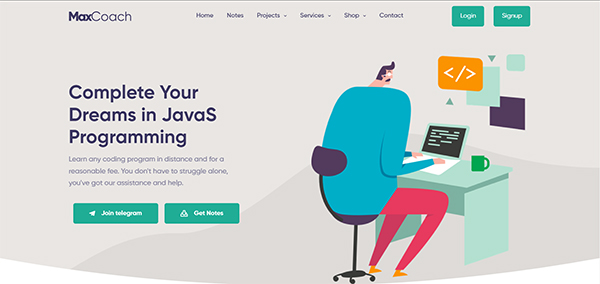 MaxCoach
Home Notes Projects Services Shop Contact
Login Signup
</>
Complete Your
Dreams in JavaS
Programming
Learn any coding program in distance and for a
reasonable fee. You don't have to struggle alone,
you've got our assistance and help.
Join telegram Get Notes